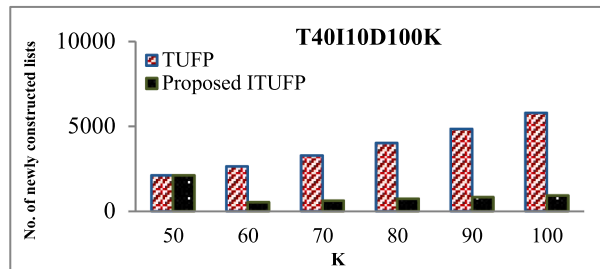 T40I10D100K
10000
5000
0
No. of newly constructed lists
TUFP
Proposed ITUFP
50 60 70 80 90 100
K